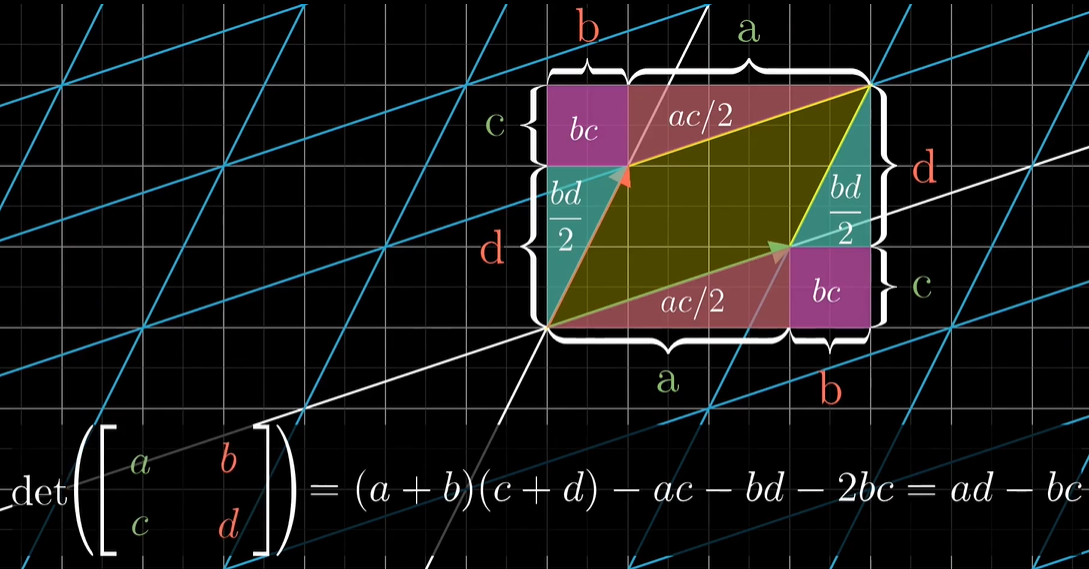 b
a
c
bc
ac/2
d
bd/2
bd/2
d
ac/2
bc
c
a
b
det([a b
c d]) = (a + b)(c + d) − ac − bd − 2bc = ad − bc